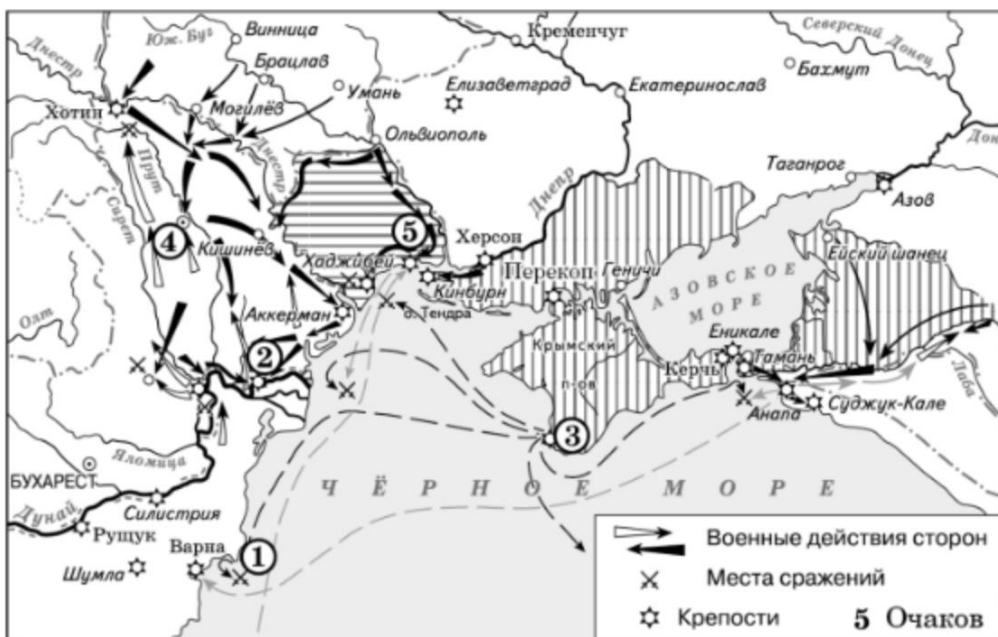 Днестр
Юж. Буг
Винница
Кременчуг
Северский Донец
Брацлав
Бахмут
Умань
Елизаветград
Екатеринослав
Хотин
Могилёв
Ольвиополь
Дон
Днестр
Прут
Сирет
Днепр
Таганрог
Азов
4
5
Херсон
Кишинёв
Хаджибей
Перекоп
Геничи
Ейский шанец
Кинбурн
АЗОВСКОЕ
МОРЕ
Олт
Аккерман
о. Тендра
Крымский
п-ов
Еникале
Тамань
2
Керчь
Лаба
3
Анапа
Суджук-Кале
Яломица
БУХАРЕСТ
ЧЁРНОЕ МОРЕ
Дунай
Силистрия
Рущук
Варна
1
Шумла
Военные действия сторон
Места сражений
Крепости
5 Очаков